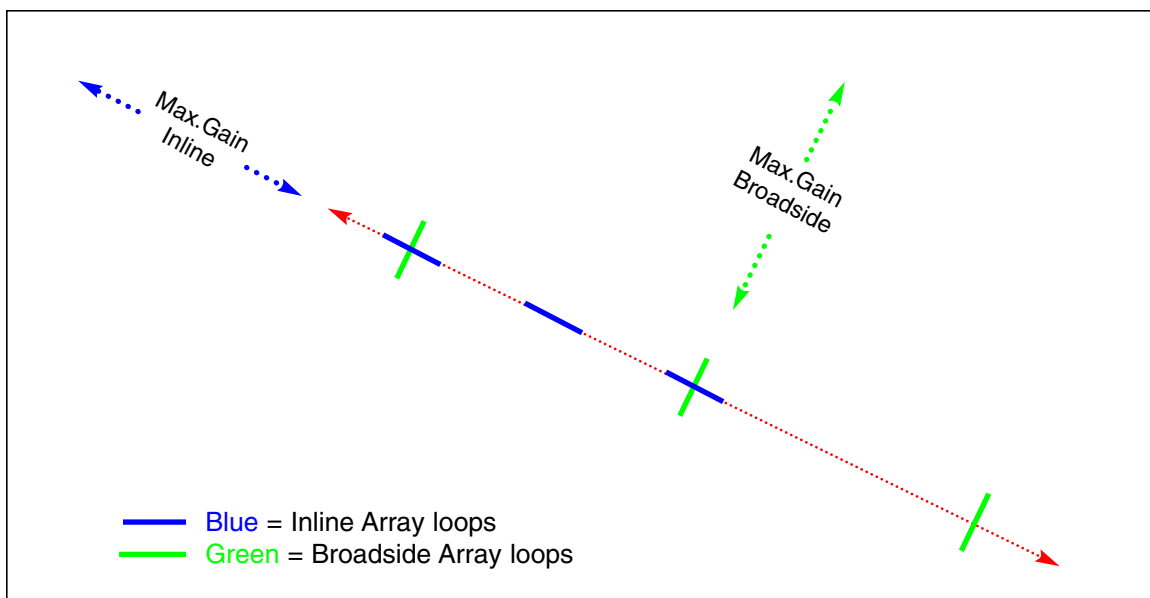 Max.Gain
Inline
Max.Gain
Broadside
Blue = Inline Array loops
Green = Broadside Array loops